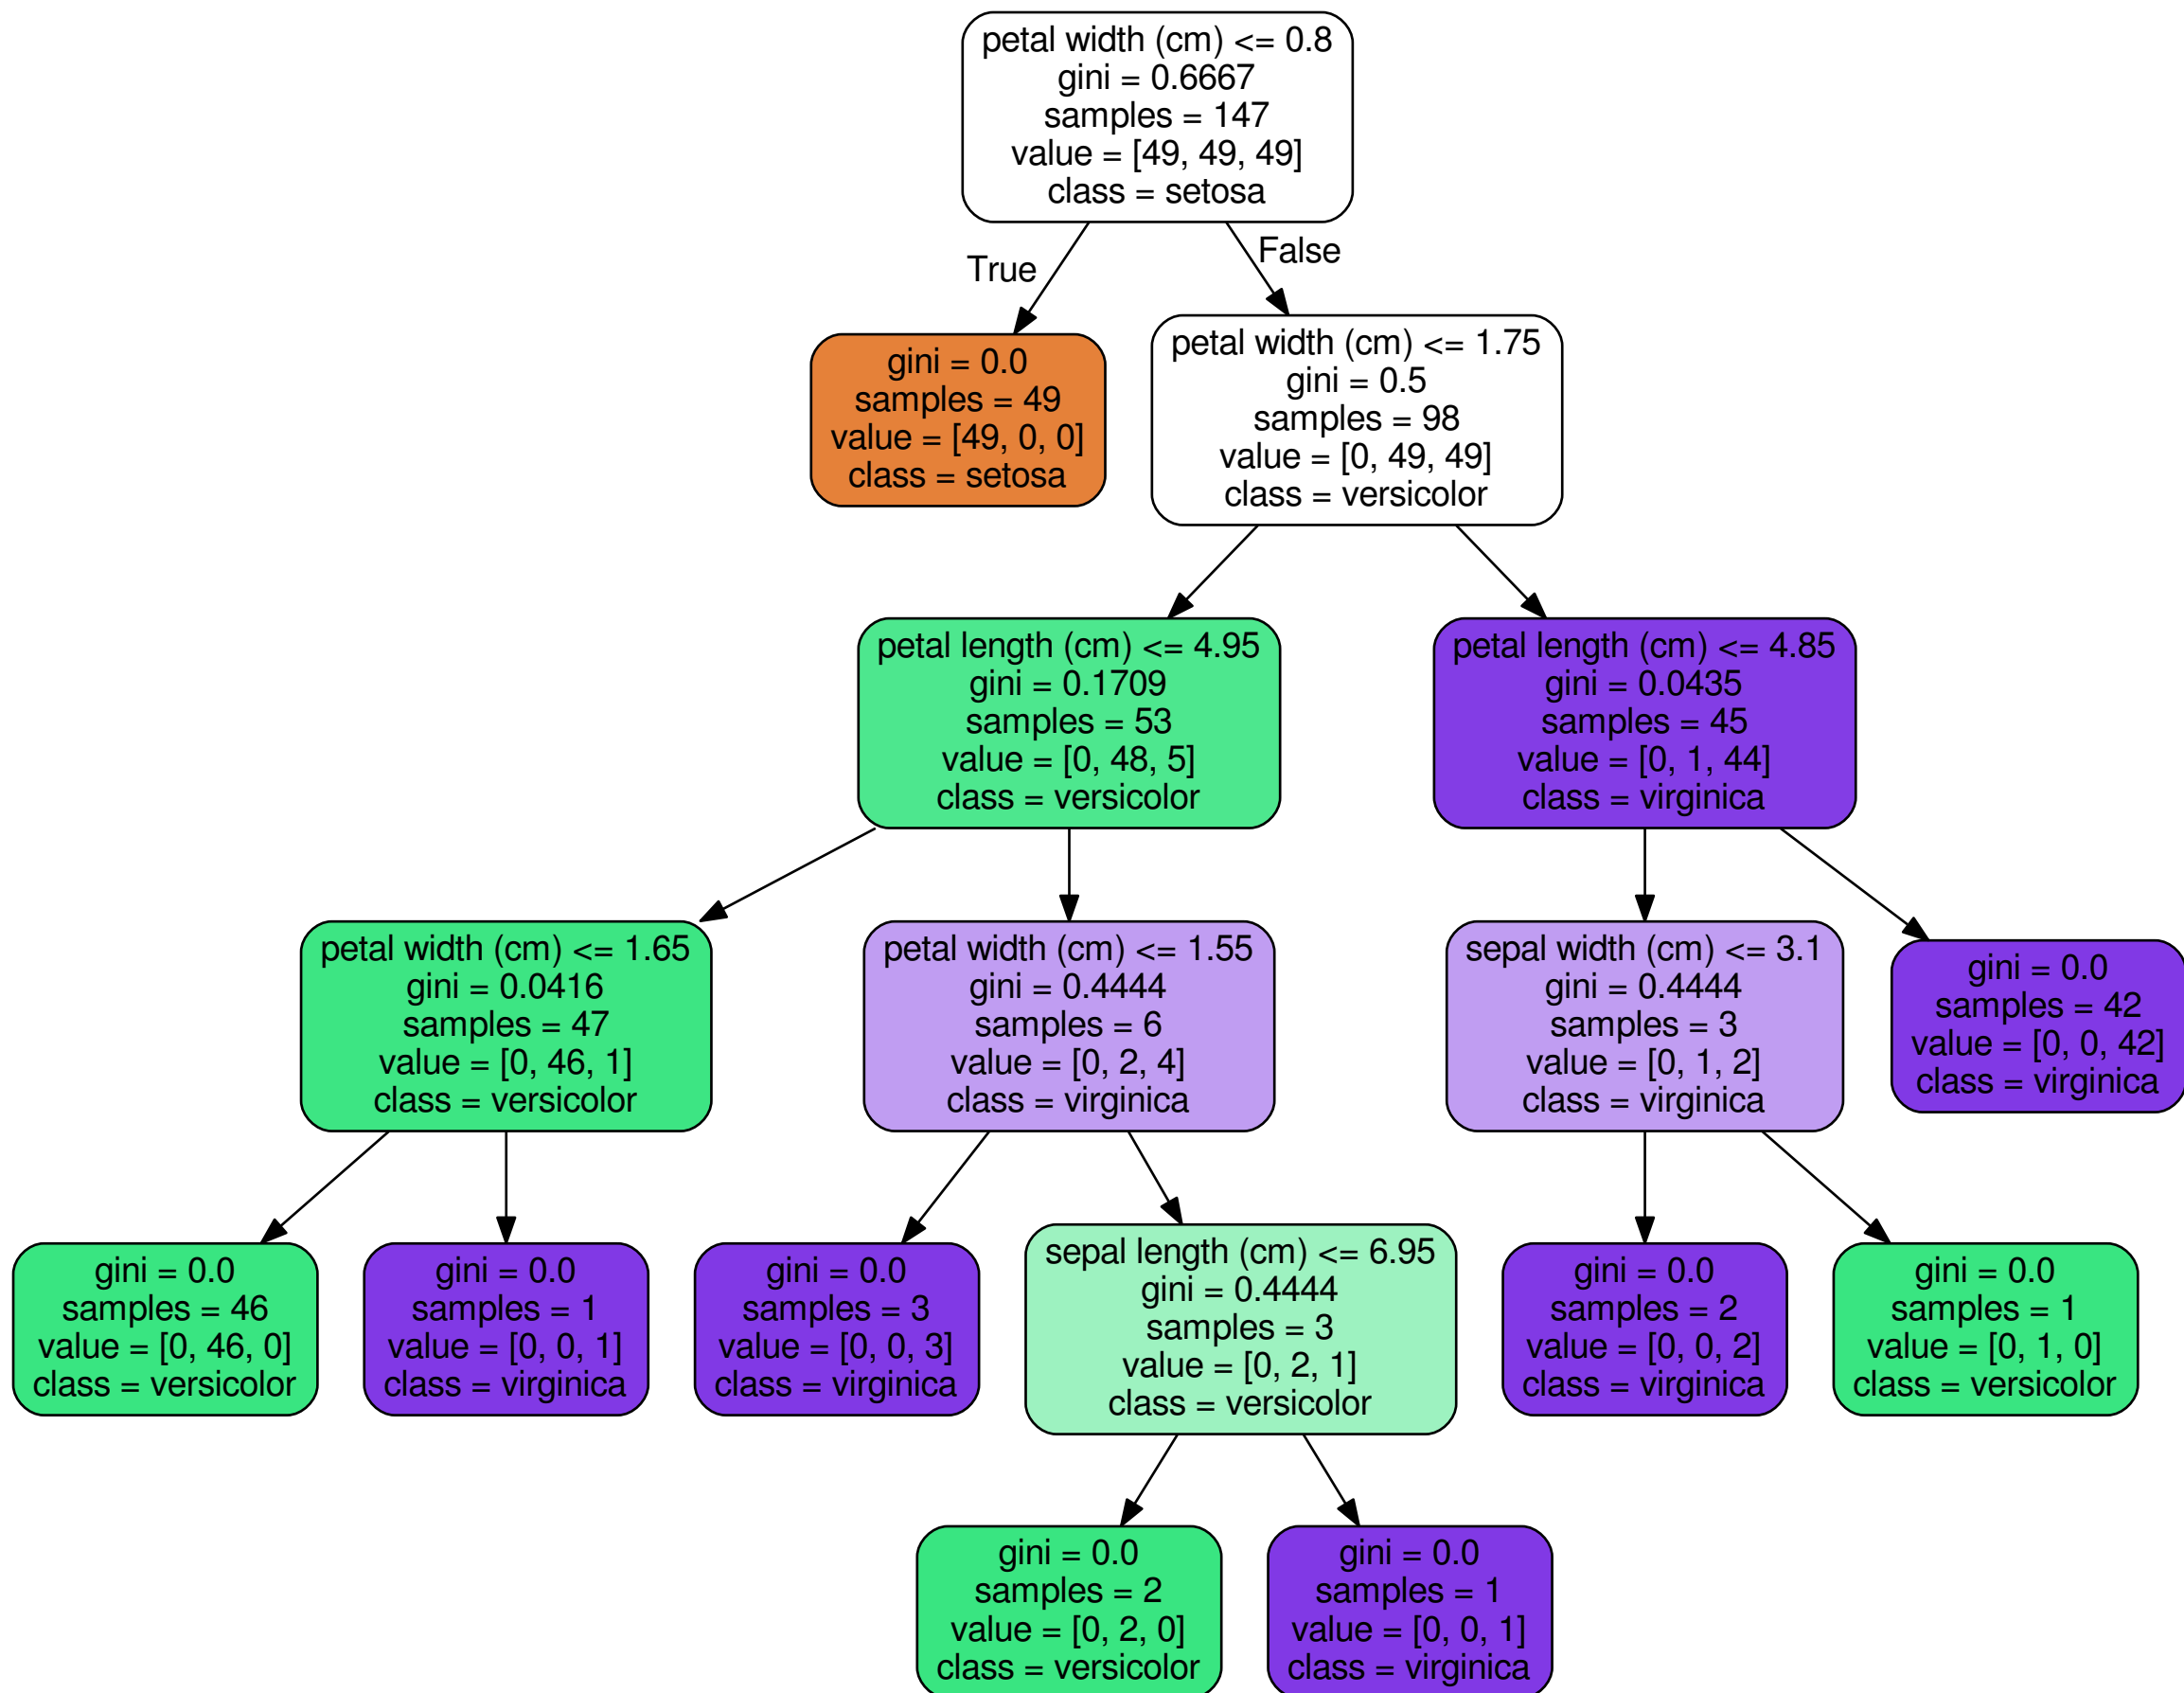 petal width (cm) <= 0.8
gini = 0.6667
samples = 147
value = [49, 49, 49]
class = setosa
True
False
gini = 0.0
samples = 49
value = [49, 0, 0]
class = setosa
petal width (cm) <= 1.75
gini = 0.5
samples = 98
value = [0, 49, 49]
class = versicolor
petal length (cm) <= 4.95
gini = 0.1709
samples = 53
value = [0, 48, 5]
class = versicolor
petal length (cm) <= 4.85
gini = 0.0435
samples = 45
value = [0, 1, 44]
class = virginica
petal width (cm) <= 1.65
gini = 0.0416
samples = 47
value = [0, 46, 1]
class = versicolor
petal width (cm) <= 1.55
gini = 0.4444
samples = 6
value = [0, 2, 4]
class = virginica
sepal width (cm) <= 3.1
gini = 0.4444
samples = 3
value = [0, 1, 2]
class = virginica
gini = 0.0
samples = 42
value = [0, 0, 42]
class = virginica
gini = 0.0
samples = 46
value = [0, 46, 0]
class = versicolor
gini = 0.0
samples = 1
value = [0, 0, 1]
class = virginica
gini = 0.0
samples = 3
value = [0, 0, 3]
class = virginica
sepal length (cm) <= 6.95
gini = 0.4444
samples = 3
value = [0, 2, 1]
class = versicolor
gini = 0.0
samples = 2
value = [0, 0, 2]
class = virginica
gini = 0.0
samples = 1
value = [0, 1, 0]
class = versicolor
gini = 0.0
samples = 2
value = [0, 2, 0]
class = versicolor
gini = 0.0
samples = 1
value = [0, 0, 1]
class = virginica